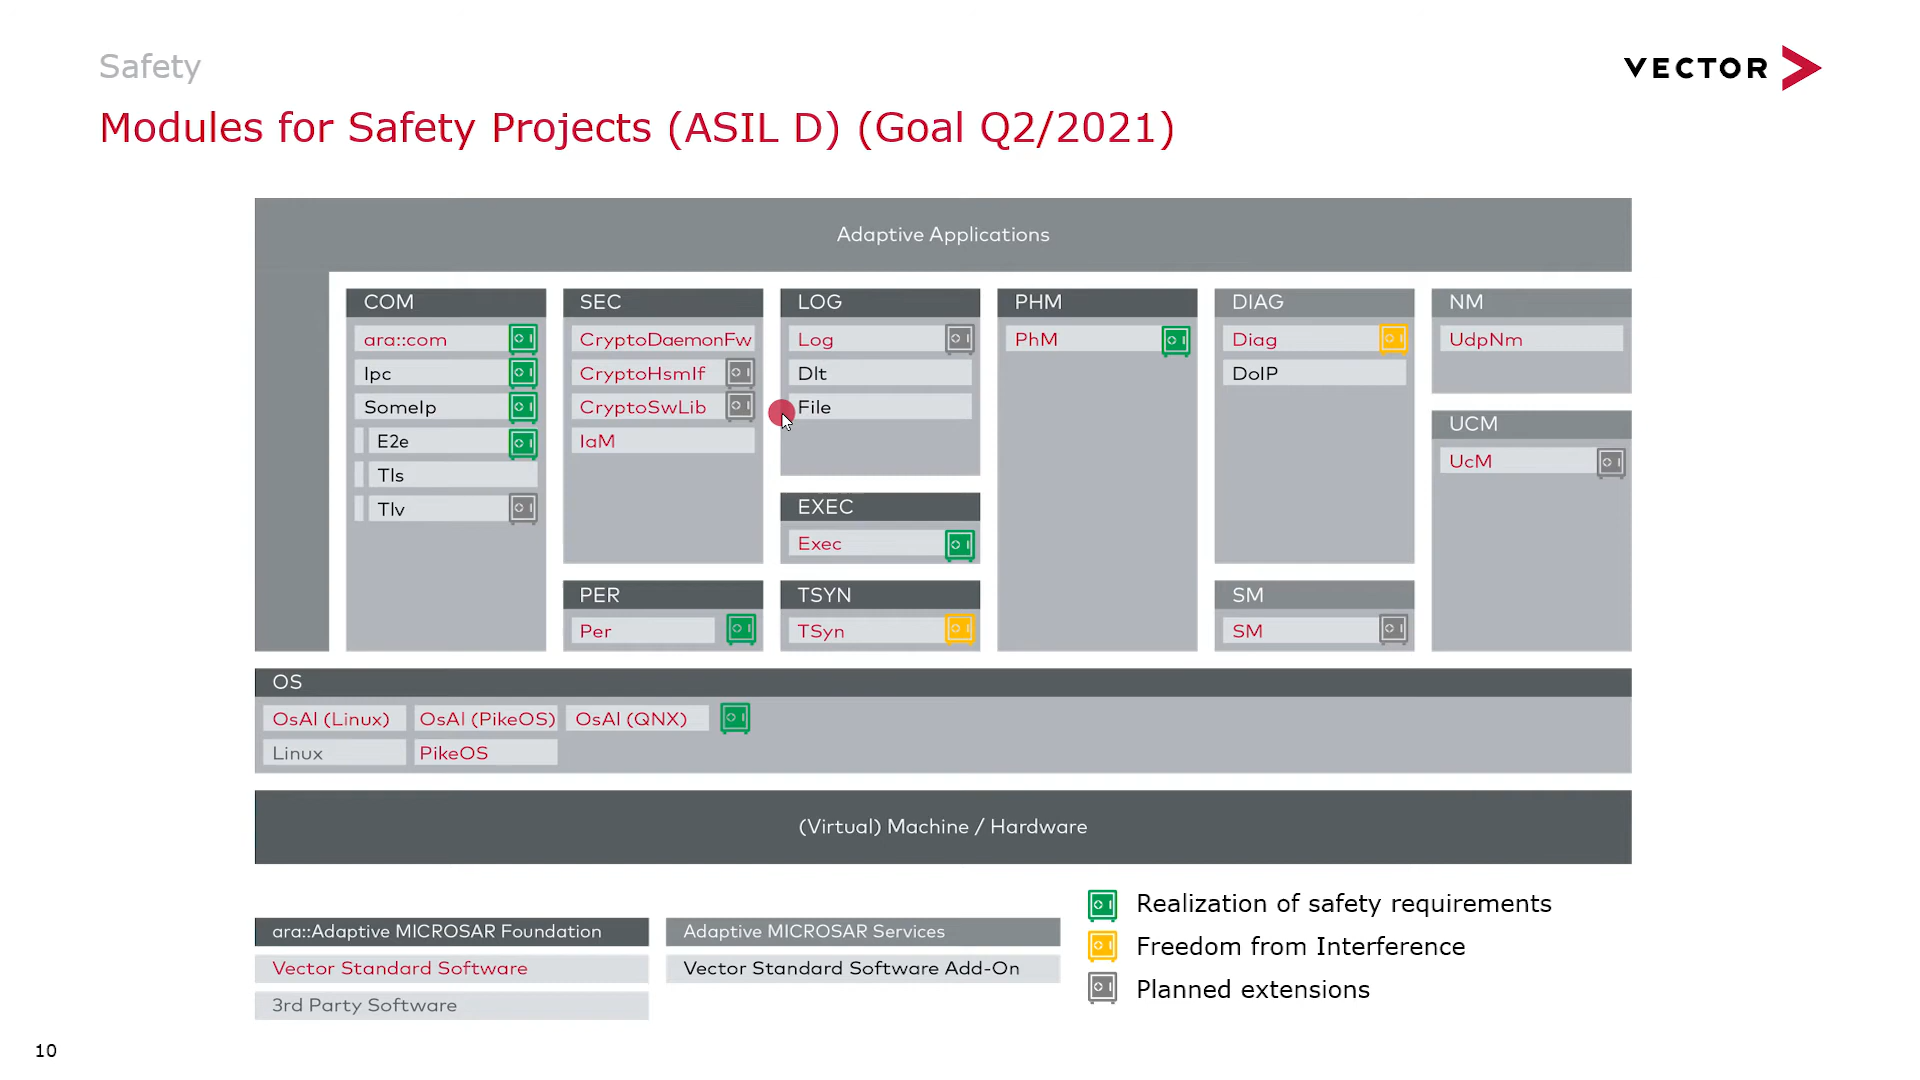 Safety
VECTOR
Modules for Safety Projects (ASIL D) (Goal Q2/2021)
Adaptive Applications
COM
ara::com
Ipc
SomeIp
E2e
Tls
Tlv
SEC
CryptoDaemonFw
CryptoHsmIf
CryptoSwLib
IaM
PER
Per
LOG
Log
Dlt
File
EXEC
Exec
TSYN
TSyn
PHM
PhM
DIAG
Diag
DoIP
SM
SM
NM
UdpNm
UCM
UcM
OS
OsAl (Linux)
OsAl (PikeOS)
OsAl (QNX)
Linux
PikeOS
(Virtual) Machine / Hardware
ara::Adaptive MICROSAR Foundation
Vector Standard Software
3rd Party Software
Adaptive MICROSAR Services
Vector Standard Software Add-On
Realization of safety requirements
Freedom from Interference
Planned extensions
10